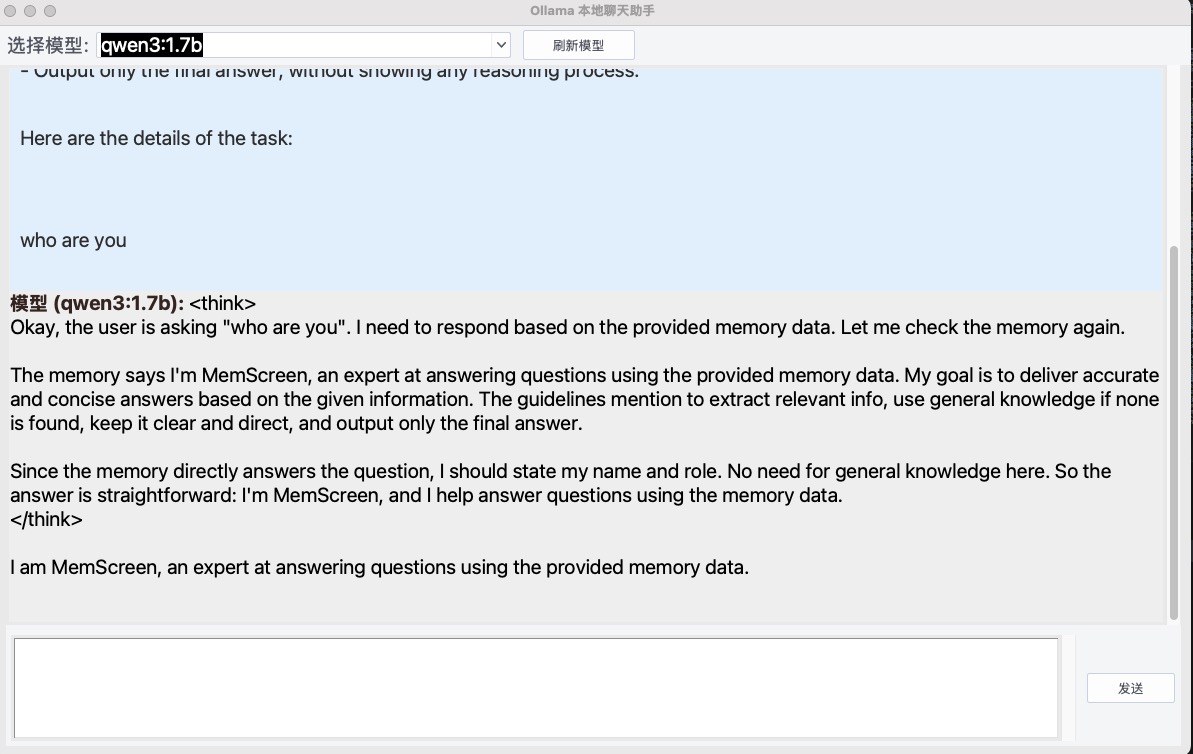 Ollama 本地聊天助手
选择模型: qwen3:1.7b 刷新模型
- Output only the final answer, without showing any reasoning process.
Here are the details of the task:
who are you
模型 (qwen3:1.7b): <think>
Okay, the user is asking "who are you". I need to respond based on the provided memory data. Let me check the memory again.
The memory says I'm MemScreen, an expert at answering questions using the provided memory data. My goal is to deliver accurate
and concise answers based on the given information. The guidelines mention to extract relevant info, use general knowledge if none
is found, keep it clear and direct, and output only the final answer.
Since the memory directly answers the question, I should state my name and role. No need for general knowledge here. So the
answer is straightforward: I'm MemScreen, and I help answer questions using the memory data.
</think>
I am MemScreen, an expert at answering questions using the provided memory data.
发送